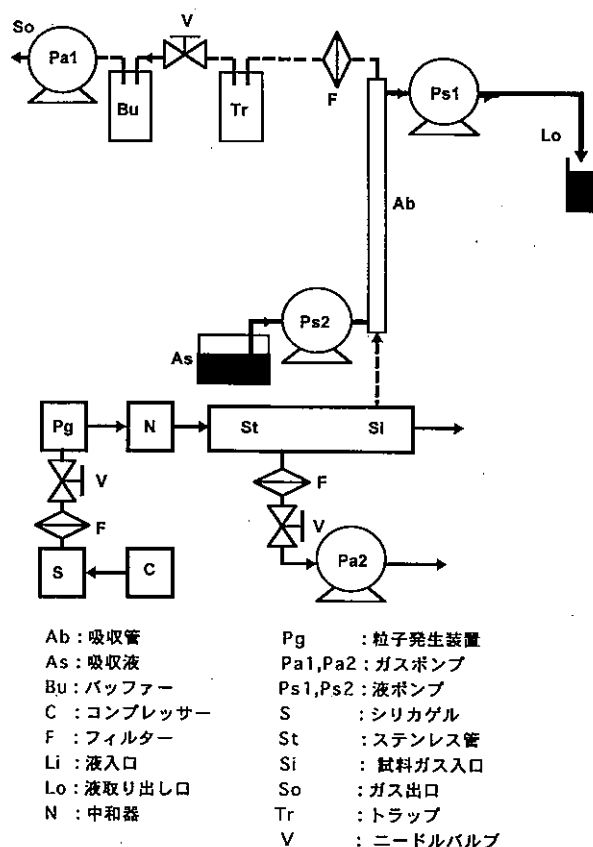 So
V
Pa1
Bu
Tr
F
Ps1
Lo
Ab
Ps2
As
Pg
N
St
Si
V
F
F
V
S
C
Pa2
Ab：吸収管
As：吸収液
Bu：バッファー
C ：コンプレッサー
F ：フィルター
Li ：液入口
Lo：液取り出し口
N ：中和器
Pg ：粒子発生装置
Pa1,Pa2：ガスポンプ
Ps1,Ps2：液ポンプ
S ：シリカゲル
St ：ステンレス管
Si ：試料ガス入口
So ：ガス出口
Tr ：トラップ
V ：ニードルバルブ